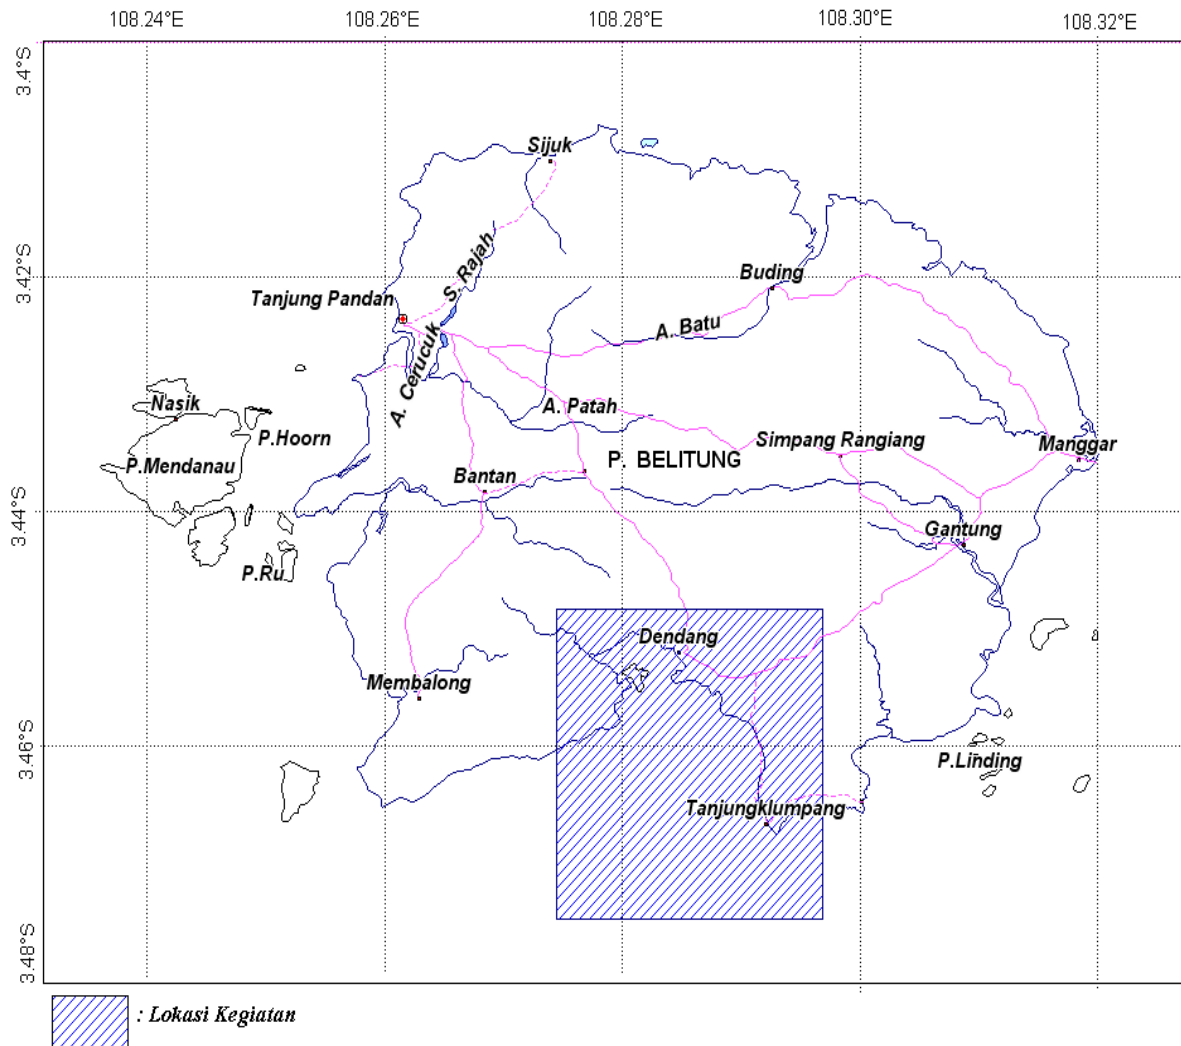 108.24°E
108.26°E
108.28°E
108.30°E
108.32°E
3.4°S
3.42°S
3.44°S
3.46°S
3.48°S
Sijuk
S. Rajah
Buding
Tanjung Pandan
A. Batu
A. Cerucuk
Nasik
A. Patah
P.Hoorn
Simpang Rangiang
Manggar
P.Mendanau
P. BELITUNG
Bantan
Gantung
P.Ru
Dendang
Membalong
P.Linding
Tanjungklumpang
: Lokasi Kegiatan